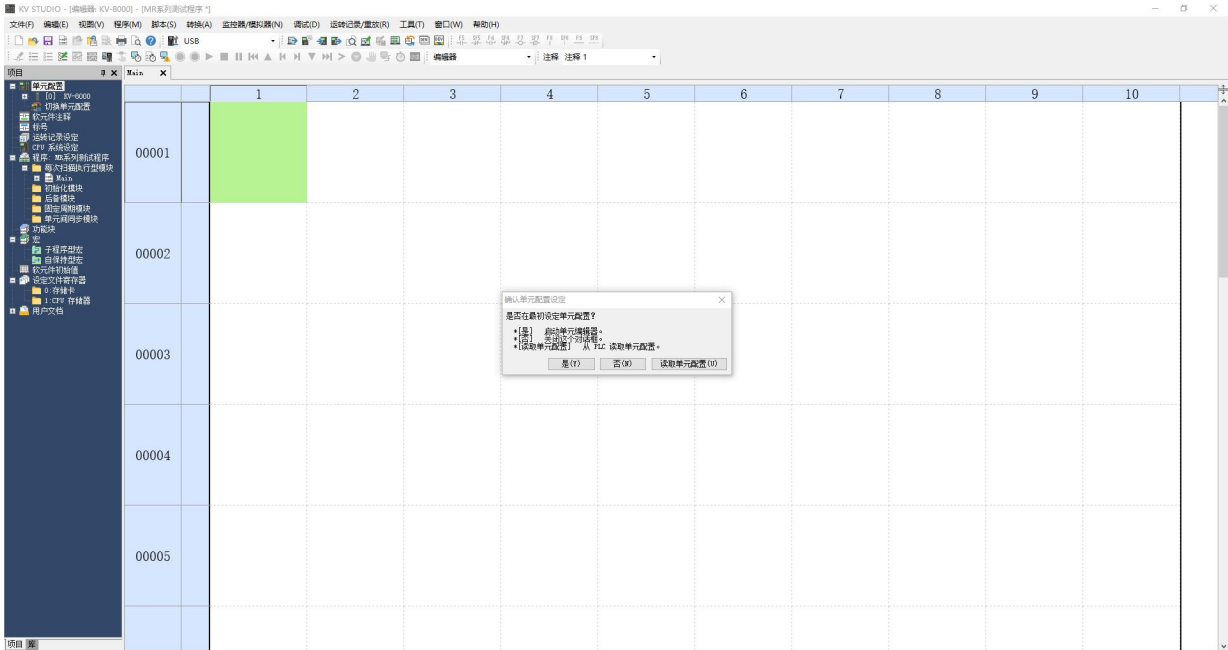 KV STUDIO - [编辑器: KV-8000] - [MR系列测试程序 *]
文件(F) 编辑(E) 视图(V) 程序(M) 脚本(S) 转换(A) 监控器/模拟器(N) 调试(D) 运转记录/重放(R) 工具(T) 窗口(W) 帮助(H)
USB
编辑器 注释 注释 1
项目
Main
单元配置
[0] KV-8000
切换单元配置
软元件注释
标号
运转记录设定
CPU 系统设定
程序: MR系列测试程序
每次扫描执行型模块
Main
初始化模块
后备模块
固定周期模块
单元间同步模块
功能块
宏
子程序型宏
自保持型宏
软元件初始值
设定文件寄存器
0:存储卡
1:CPU 存储器
用户文档
1 2 3 4 5 6 7 8 9 10
00001
00002
00003
00004
00005
确认单元配置设定
是否在最初设定单元配置?
*[是] 启动单元编辑器。
*[否] 关闭这个对话框。
*[读取单元配置] 从 PLC 读取单元配置。
是(Y) 否(N) 读取单元配置(U)
项目 库